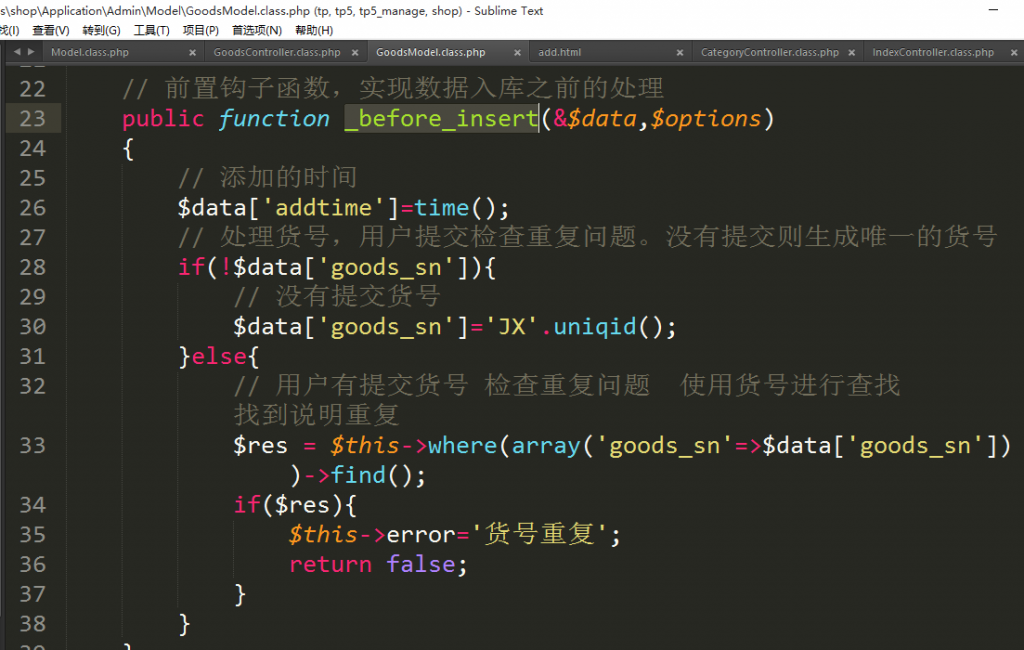 s\shop\Application\Admin\Model\GoodsModel.class.php (tp, tp5, tp5_manage, shop) - Sublime Text
找(I) 查看(V) 转到(G) 工具(T) 项目(P) 首选项(N) 帮助(H)
Model.class.php × GoodsController.class.php × GoodsModel.class.php × add.html × CategoryController.class.php × IndexController.class.php ×
22 // 前置钩子函数，实现数据入库之前的处理
23 public function _before_insert(&$data,$options)
24 {
25 // 添加的时间
26 $data['addtime']=time();
27 // 处理货号，用户提交检查重复问题。没有提交则生成唯一的货号
28 if(!$data['goods_sn']){
29 // 没有提交货号
30 $data['goods_sn']='JX'.uniqid();
31 }else{
32 // 用户有提交货号 检查重复问题 使用货号进行查找
找到说明重复
33 $res = $this->where(array('goods_sn'=>$data['goods_sn'])
)->find();
34 if($res){
35 $this->error='货号重复';
36 return false;
37 }
38 }